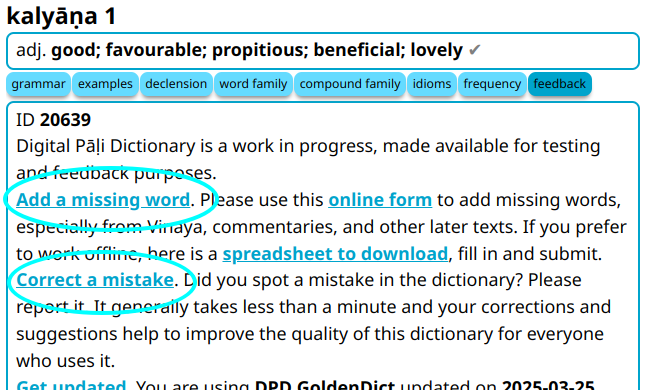 kalyāṇa 1
adj. good; favourable; propitious; beneficial; lovely ✔
grammar examples declension word family compound family idioms frequency feedback
ID 20639
Digital Pāḷi Dictionary is a work in progress, made available for testing
and feedback purposes.
Add a missing word. Please use this online form to add missing words,
especially from Vinaya, commentaries, and other later texts. If you prefer
to work offline, here is a spreadsheet to download, fill in and submit.
Correct a mistake. Did you spot a mistake in the dictionary? Please
report it. It generally takes less than a minute and your corrections and
suggestions help to improve the quality of this dictionary for everyone
who uses it.
Get updated. You are using DPD GoldenDict updated on 2025-03-25.